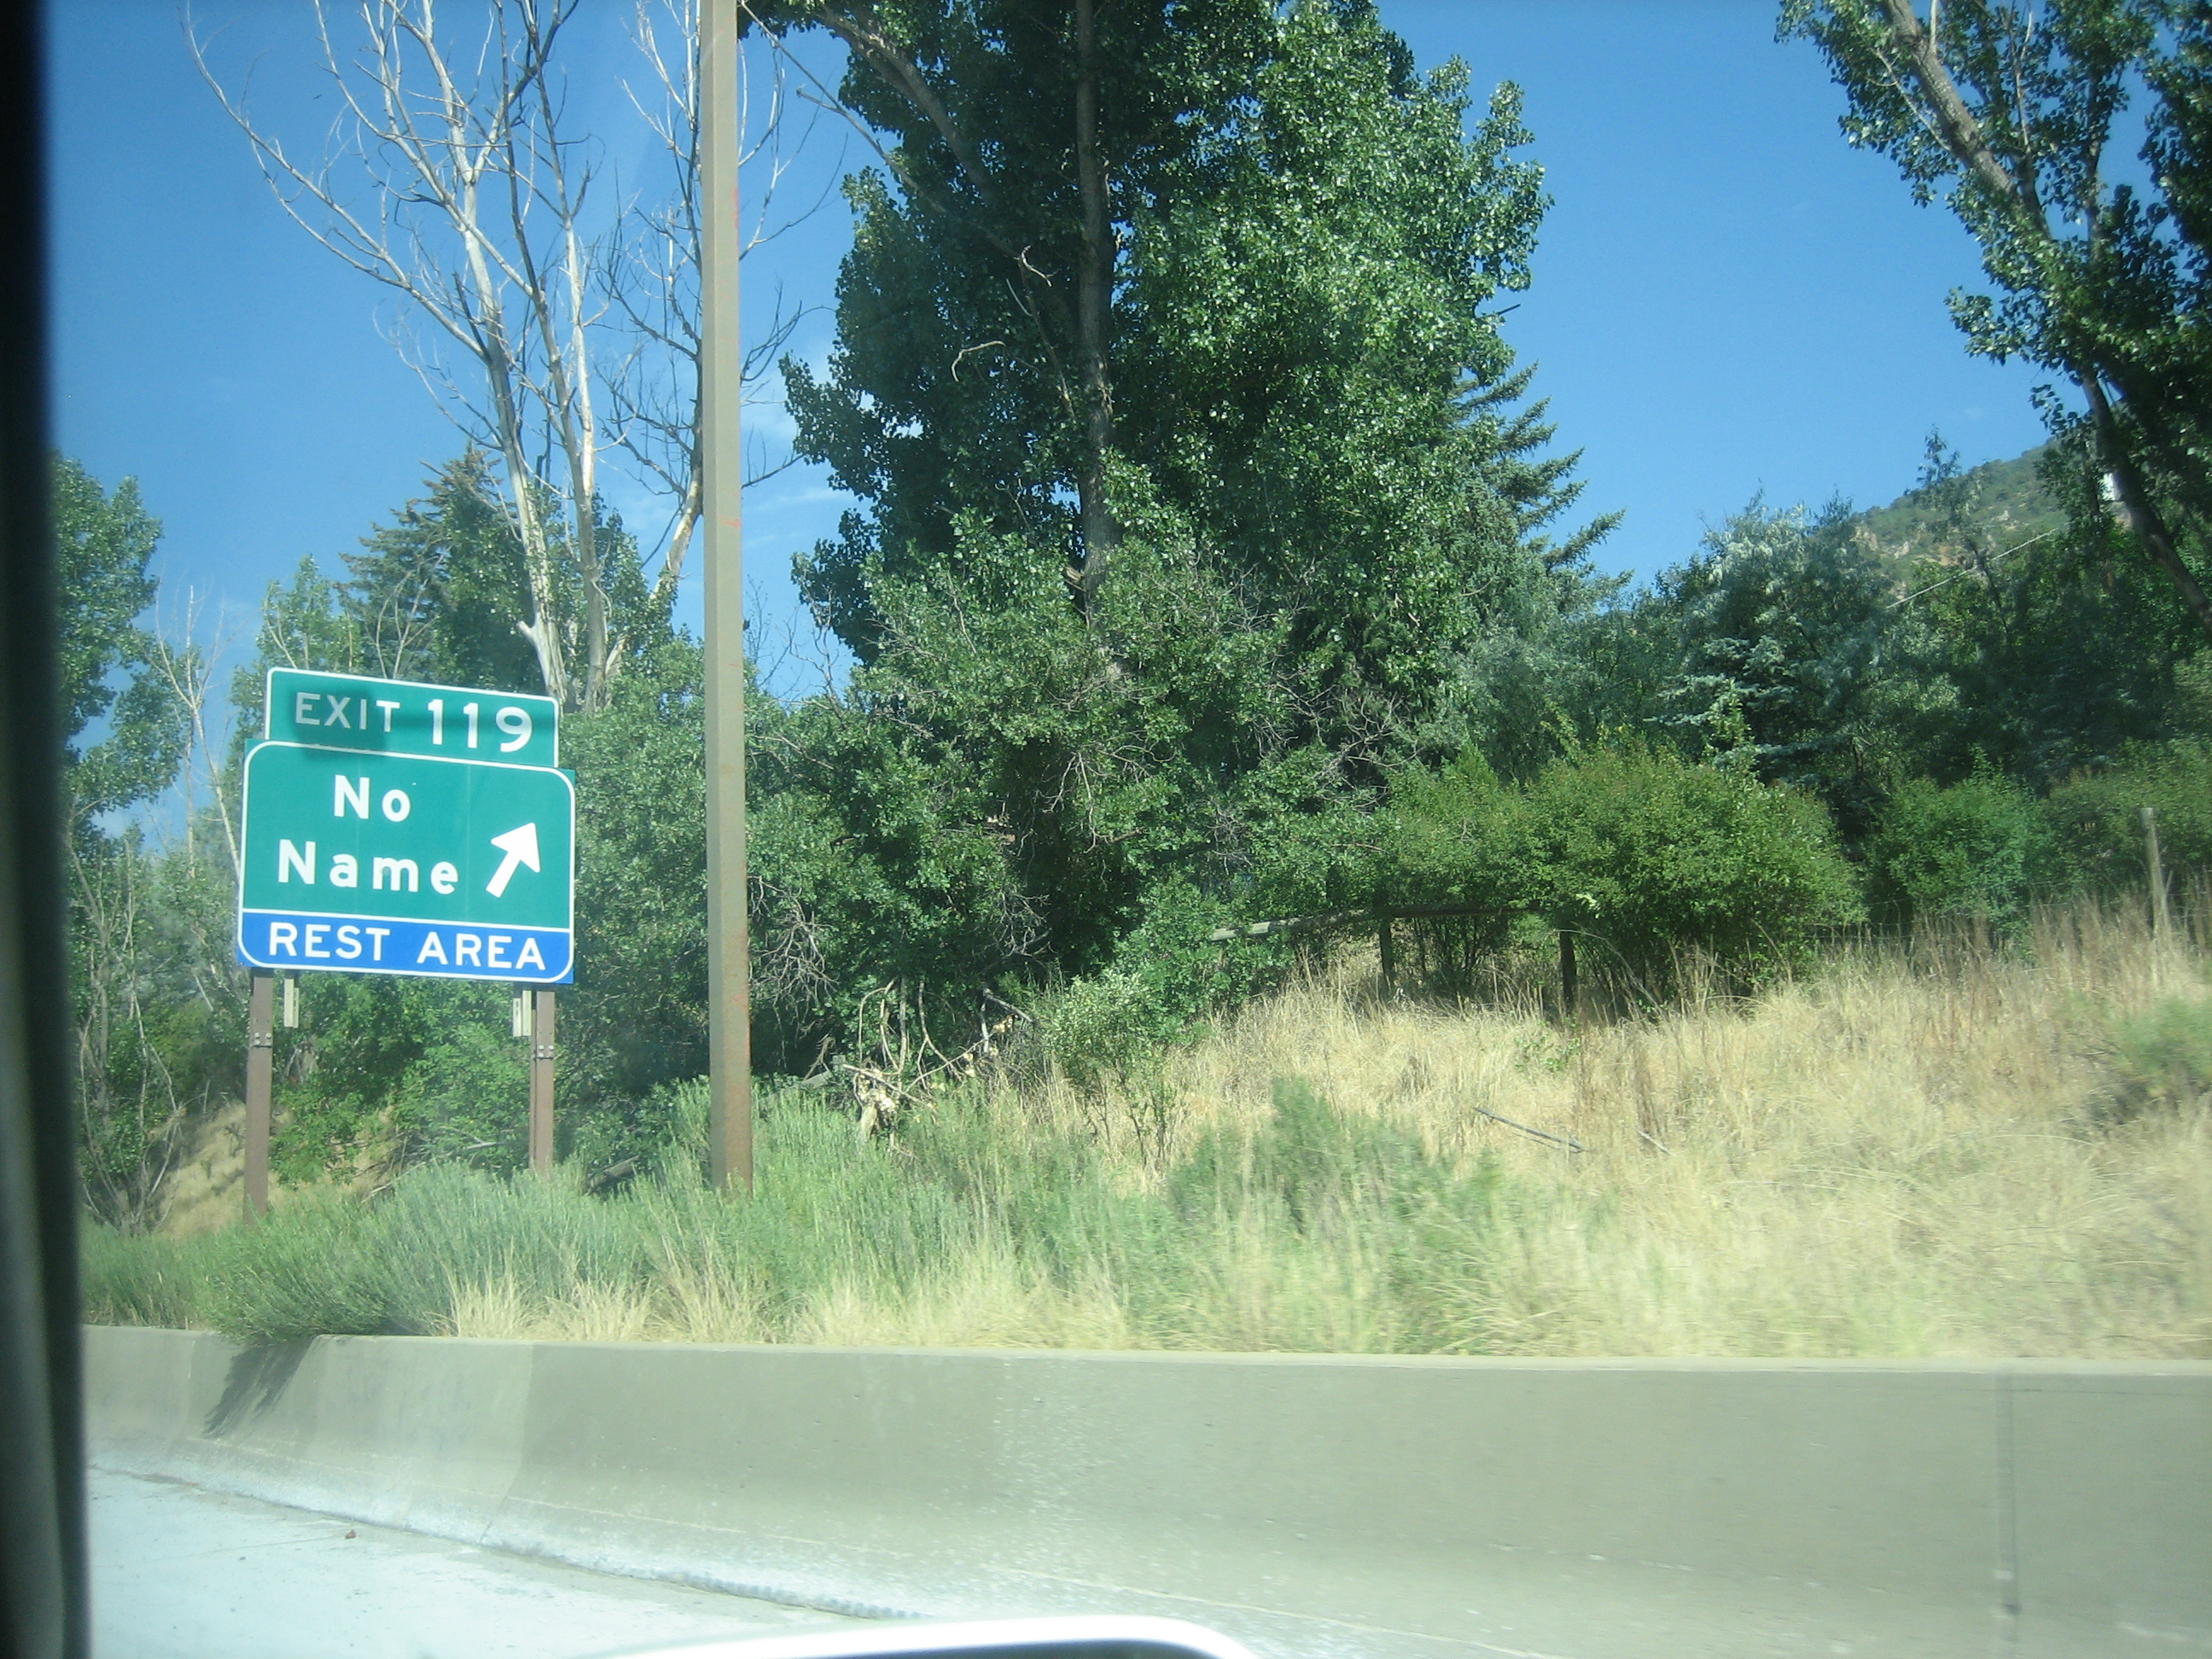 EXIT 119
No
Name
REST AREA